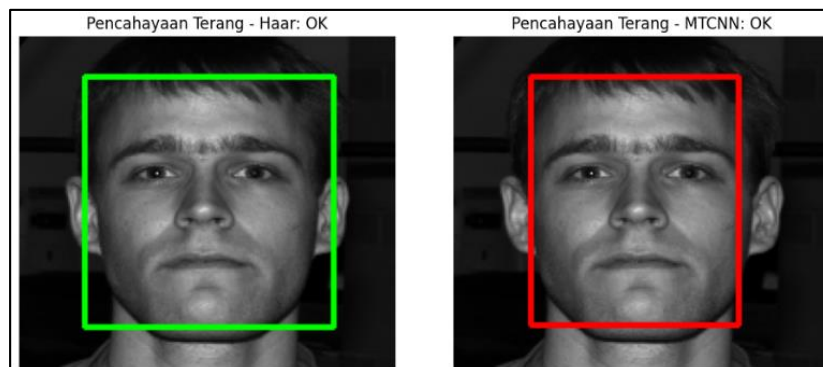 Pencahayaan Terang - Haar: OK
Pencahayaan Terang - MTCNN: OK